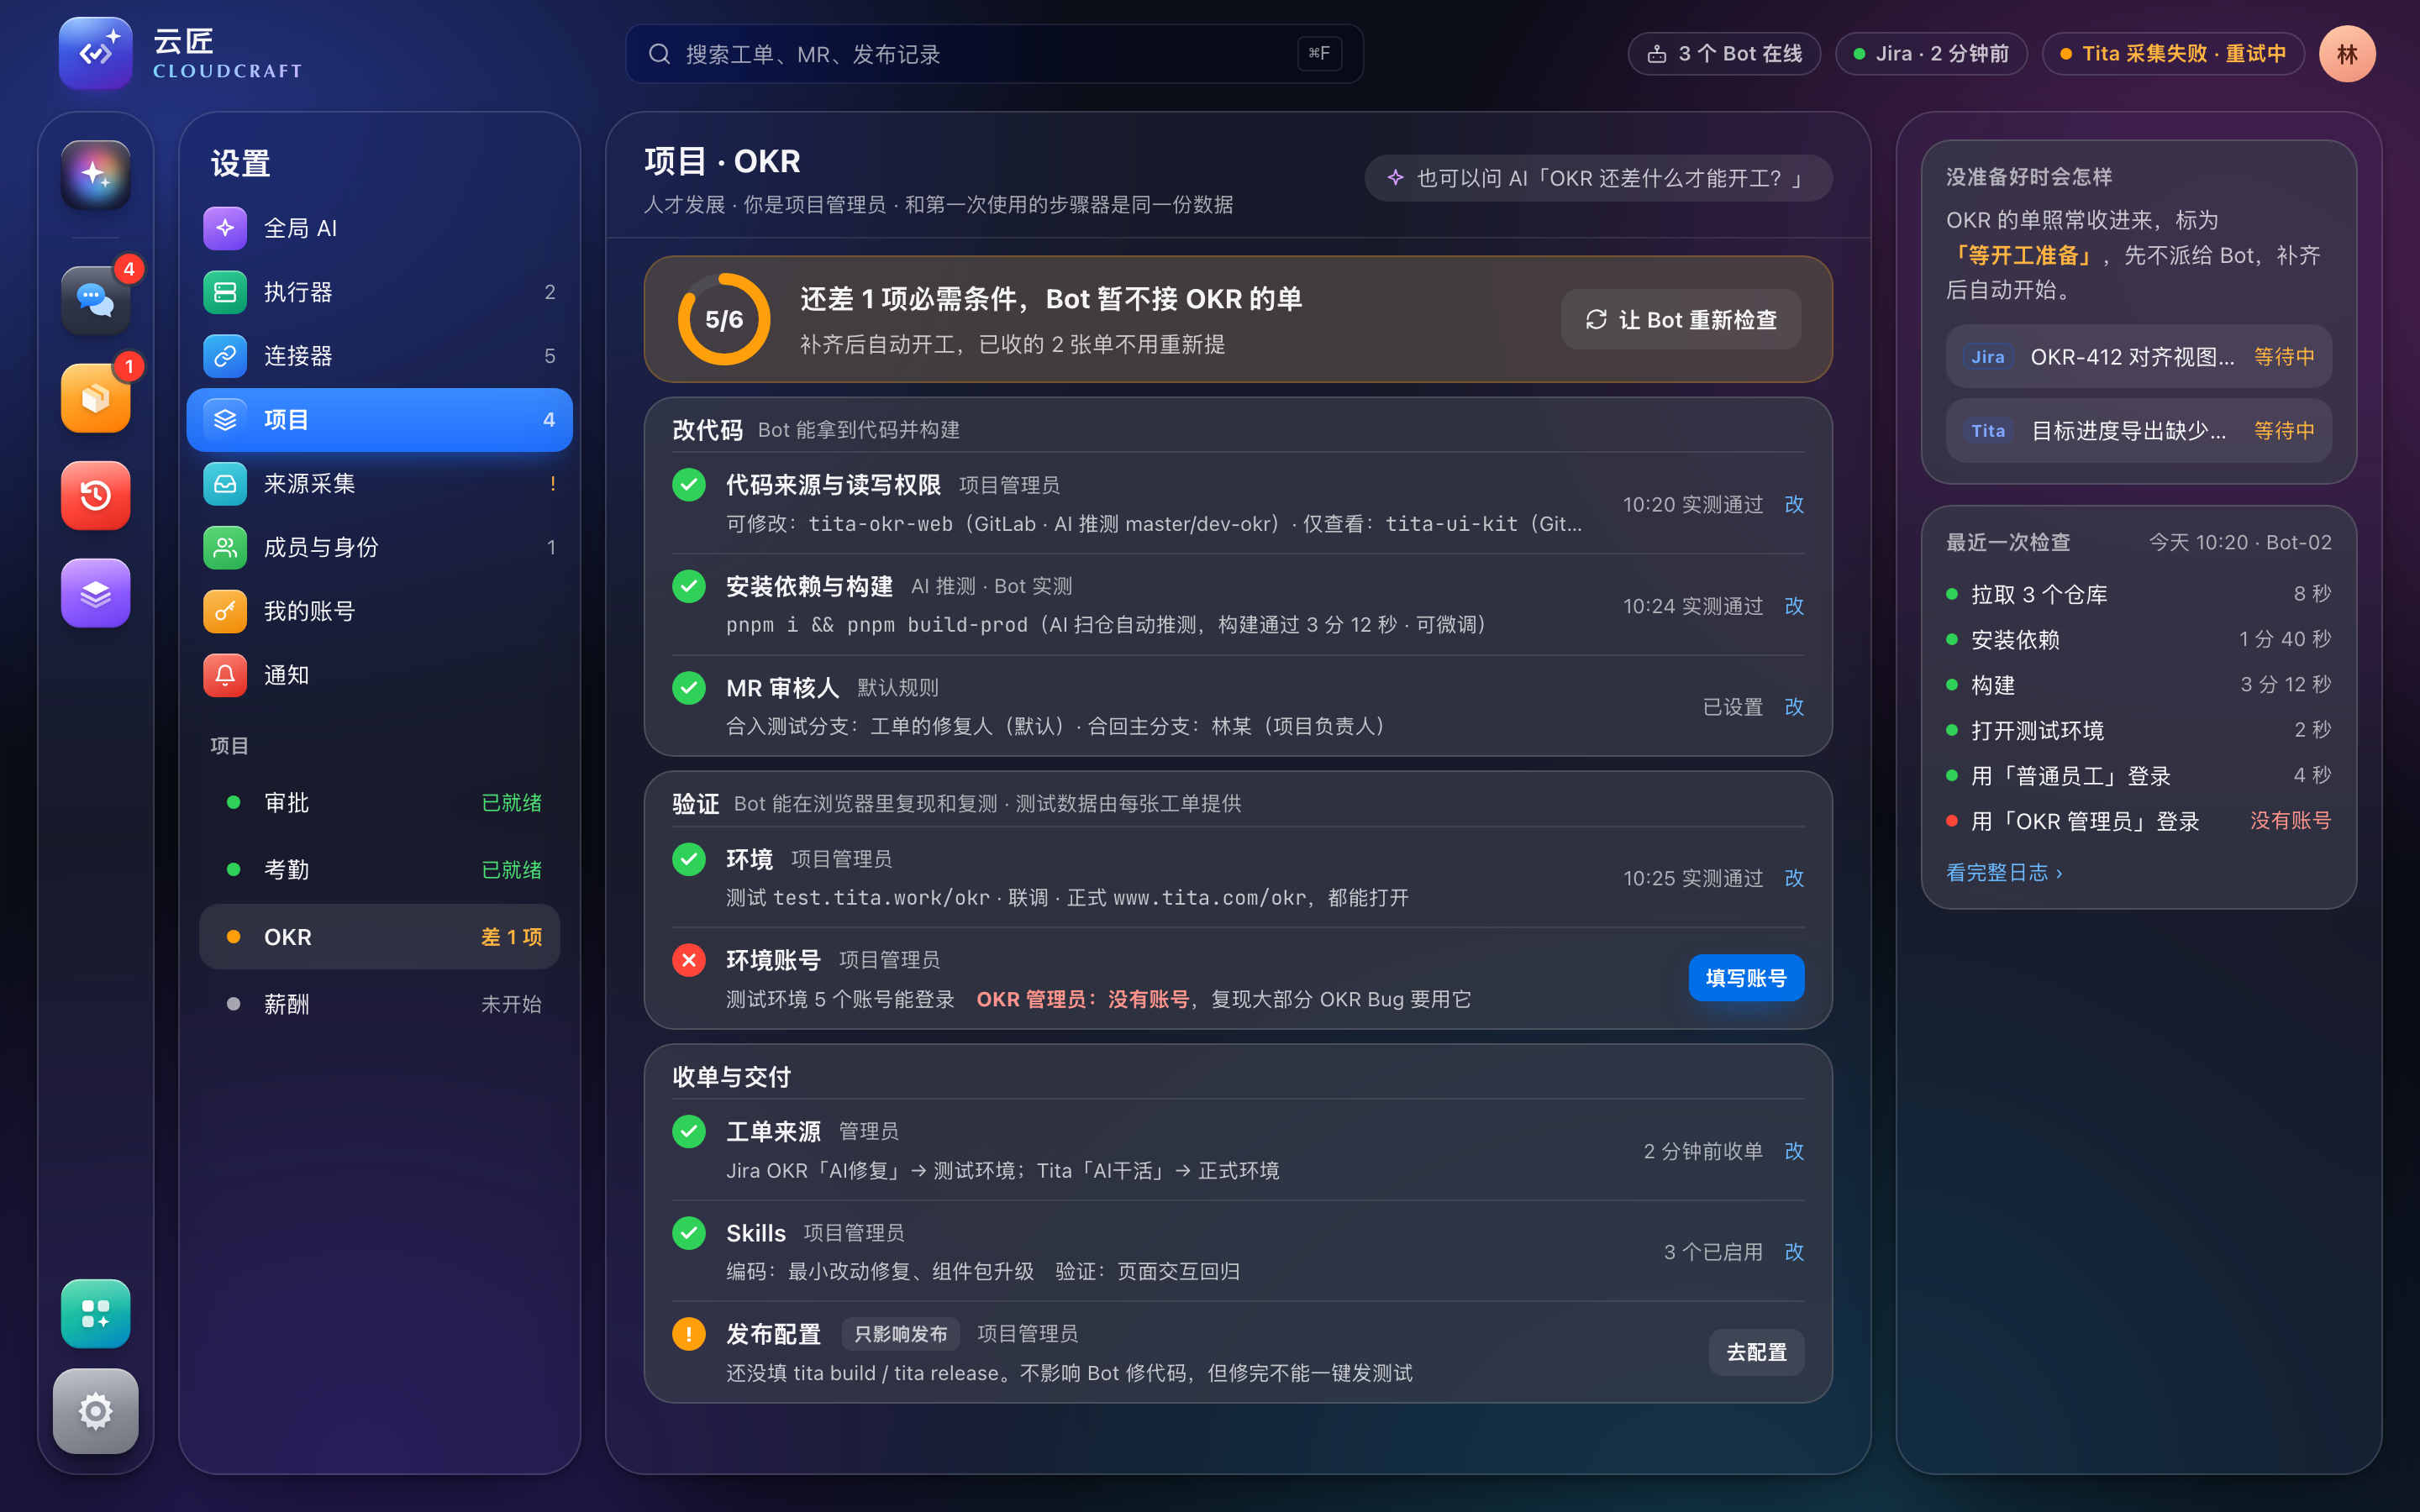 云匠
CLOUDCRAFT
搜索工单、MR、发布记录
⌘F
3 个 Bot 在线
Jira · 2 分钟前
Tita 采集失败 · 重试中
林
4
1
设置
全局 AI
执行器 2
连接器 5
项目 4
来源采集 !
成员与身份 1
我的账号
通知
项目
审批 已就绪
考勤 已就绪
OKR 差 1 项
薪酬 未开始
项目 · OKR
人才发展 · 你是项目管理员 · 和第一次使用的步骤器是同一份数据
也可以问 AI「OKR 还差什么才能开工？」
5/6
还差 1 项必需条件，Bot 暂不接 OKR 的单
补齐后自动开工，已收的 2 张单不用重新提
让 Bot 重新检查
改代码 Bot 能拿到代码并构建
代码来源与读写权限 项目管理员
可修改：tita-okr-web（GitLab · AI 推测 master/dev-okr）· 仅查看：tita-ui-kit（Git...
10:20 实测通过 改
安装依赖与构建 AI 推测 · Bot 实测
pnpm i && pnpm build-prod（AI 扫仓自动推测，构建通过 3 分 12 秒 · 可微调）
10:24 实测通过 改
MR 审核人 默认规则
合入测试分支：工单的修复人（默认）· 合回主分支：林某（项目负责人）
已设置 改
验证 Bot 能在浏览器里复现和复测 · 测试数据由每张工单提供
环境 项目管理员
测试 test.tita.work/okr · 联调 · 正式 www.tita.com/okr，都能打开
10:25 实测通过 改
环境账号 项目管理员
测试环境 5 个账号能登录 OKR 管理员：没有账号，复现大部分 OKR Bug 要用它
填写账号
收单与交付
工单来源 管理员
Jira OKR「AI修复」→ 测试环境；Tita「AI干活」→ 正式环境
2 分钟前收单 改
Skills 项目管理员
编码：最小改动修复、组件包升级 验证：页面交互回归
3 个已启用 改
发布配置 只影响发布 项目管理员
还没填 tita build / tita release。不影响 Bot 修代码，但修完不能一键发测试
去配置
没准备好时会怎样
OKR 的单照常收进来，标为
「等开工准备」，先不派给 Bot，补齐
后自动开始。
Jira OKR-412 对齐视图... 等待中
Tita 目标进度导出缺少... 等待中
最近一次检查 今天 10:20 · Bot-02
拉取 3 个仓库 8 秒
安装依赖 1 分 40 秒
构建 3 分 12 秒
打开测试环境 2 秒
用「普通员工」登录 4 秒
用「OKR 管理员」登录 没有账号
看完整日志 ›